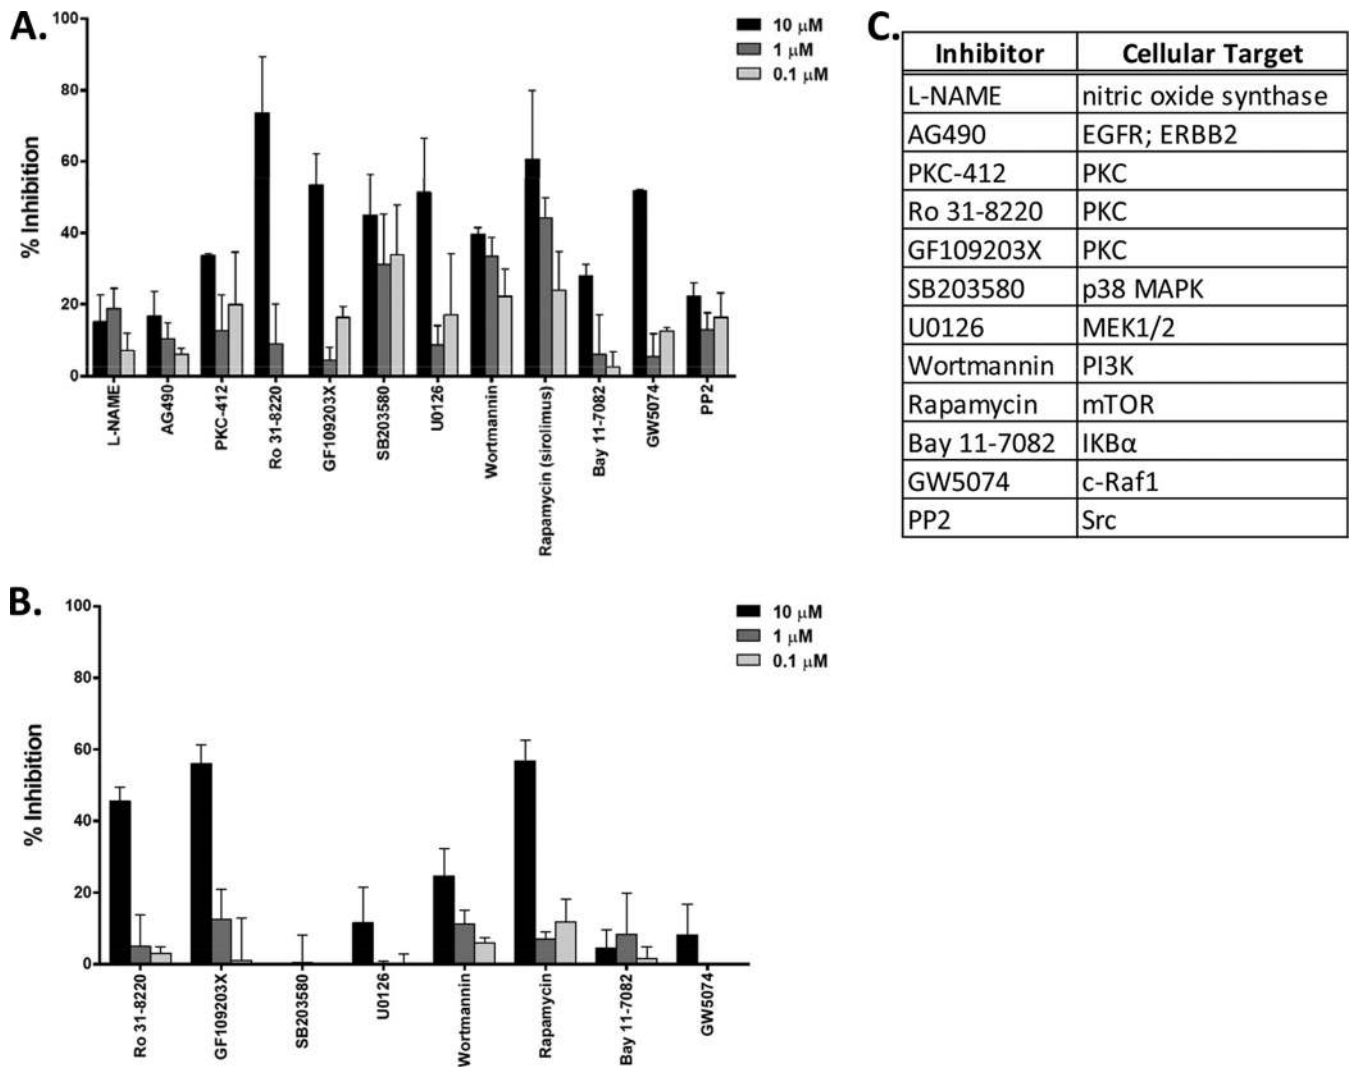 A.
100
80
60
40
20
0
% Inhibition
10 µM
1 µM
0.1 µM
L-NAME
AG490
PKC-412
Ro 31-8220
GF109203X
SB203580
U0126
Wortmannin
Rapamycin (sirolimus)
Bay 11-7082
GW5074
PP2
C.
Inhibitor Cellular Target
L-NAME nitric oxide synthase
AG490 EGFR; ERBB2
PKC-412 PKC
Ro 31-8220 PKC
GF109203X PKC
SB203580 p38 MAPK
U0126 MEK1/2
Wortmannin PI3K
Rapamycin mTOR
Bay 11-7082 IKBα
GW5074 c-Raf1
PP2 Src
B.
100
80
60
40
20
0
% Inhibition
10 µM
1 µM
0.1 µM
Ro 31-8220
GF109203X
SB203580
U0126
Wortmannin
Rapamycin
Bay 11-7082
GW5074